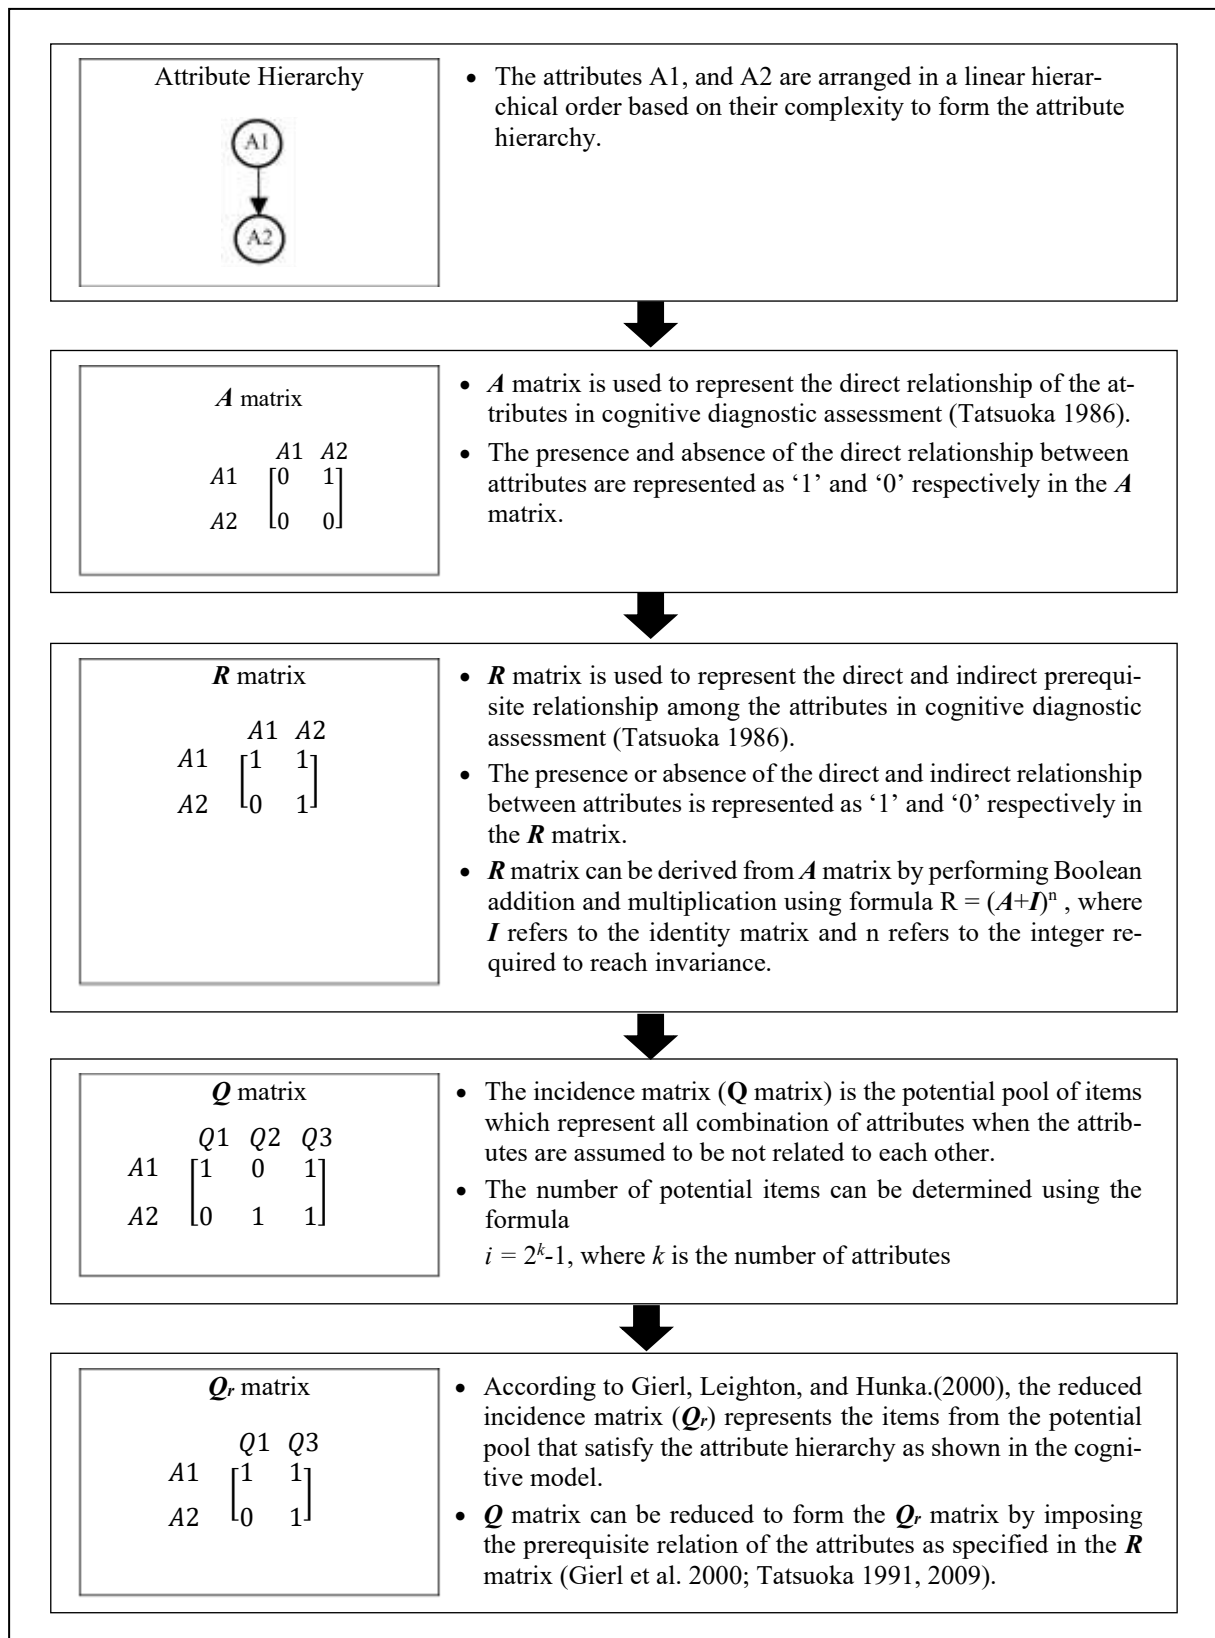 Attribute Hierarchy
A1
A2
• The attributes A1, and A2 are arranged in a linear hierar-
chical order based on their complexity to form the attribute
hierarchy.
A matrix
A1 A2
A1 [0 1]
A2 [0 0]
• A matrix is used to represent the direct relationship of the at-
tributes in cognitive diagnostic assessment (Tatsuoka 1986).
• The presence and absence of the direct relationship between
attributes are represented as ‘1’ and ‘0’ respectively in the A
matrix.
R matrix
A1 A2
A1 [1 1]
A2 [0 1]
• R matrix is used to represent the direct and indirect prerequi-
site relationship among the attributes in cognitive diagnostic
assessment (Tatsuoka 1986).
• The presence or absence of the direct and indirect relationship
between attributes is represented as ‘1’ and ‘0’ respectively in
the R matrix.
• R matrix can be derived from A matrix by performing Boolean
addition and multiplication using formula R = (A+I)ⁿ , where
I refers to the identity matrix and n refers to the integer re-
quired to reach invariance.
Q matrix
Q1 Q2 Q3
A1 [1 0 1]
A2 [0 1 1]
• The incidence matrix (Q matrix) is the potential pool of items
which represent all combination of attributes when the attrib-
utes are assumed to be not related to each other.
• The number of potential items can be determined using the
formula
i = 2ᵏ-1, where k is the number of attributes
Qᵣ matrix
Q1 Q3
A1 [1 1]
A2 [0 1]
• According to Gierl, Leighton, and Hunka.(2000), the reduced
incidence matrix (Qᵣ) represents the items from the potential
pool that satisfy the attribute hierarchy as shown in the cogni-
tive model.
• Q matrix can be reduced to form the Qᵣ matrix by imposing
the prerequisite relation of the attributes as specified in the R
matrix (Gierl et al. 2000; Tatsuoka 1991, 2009).